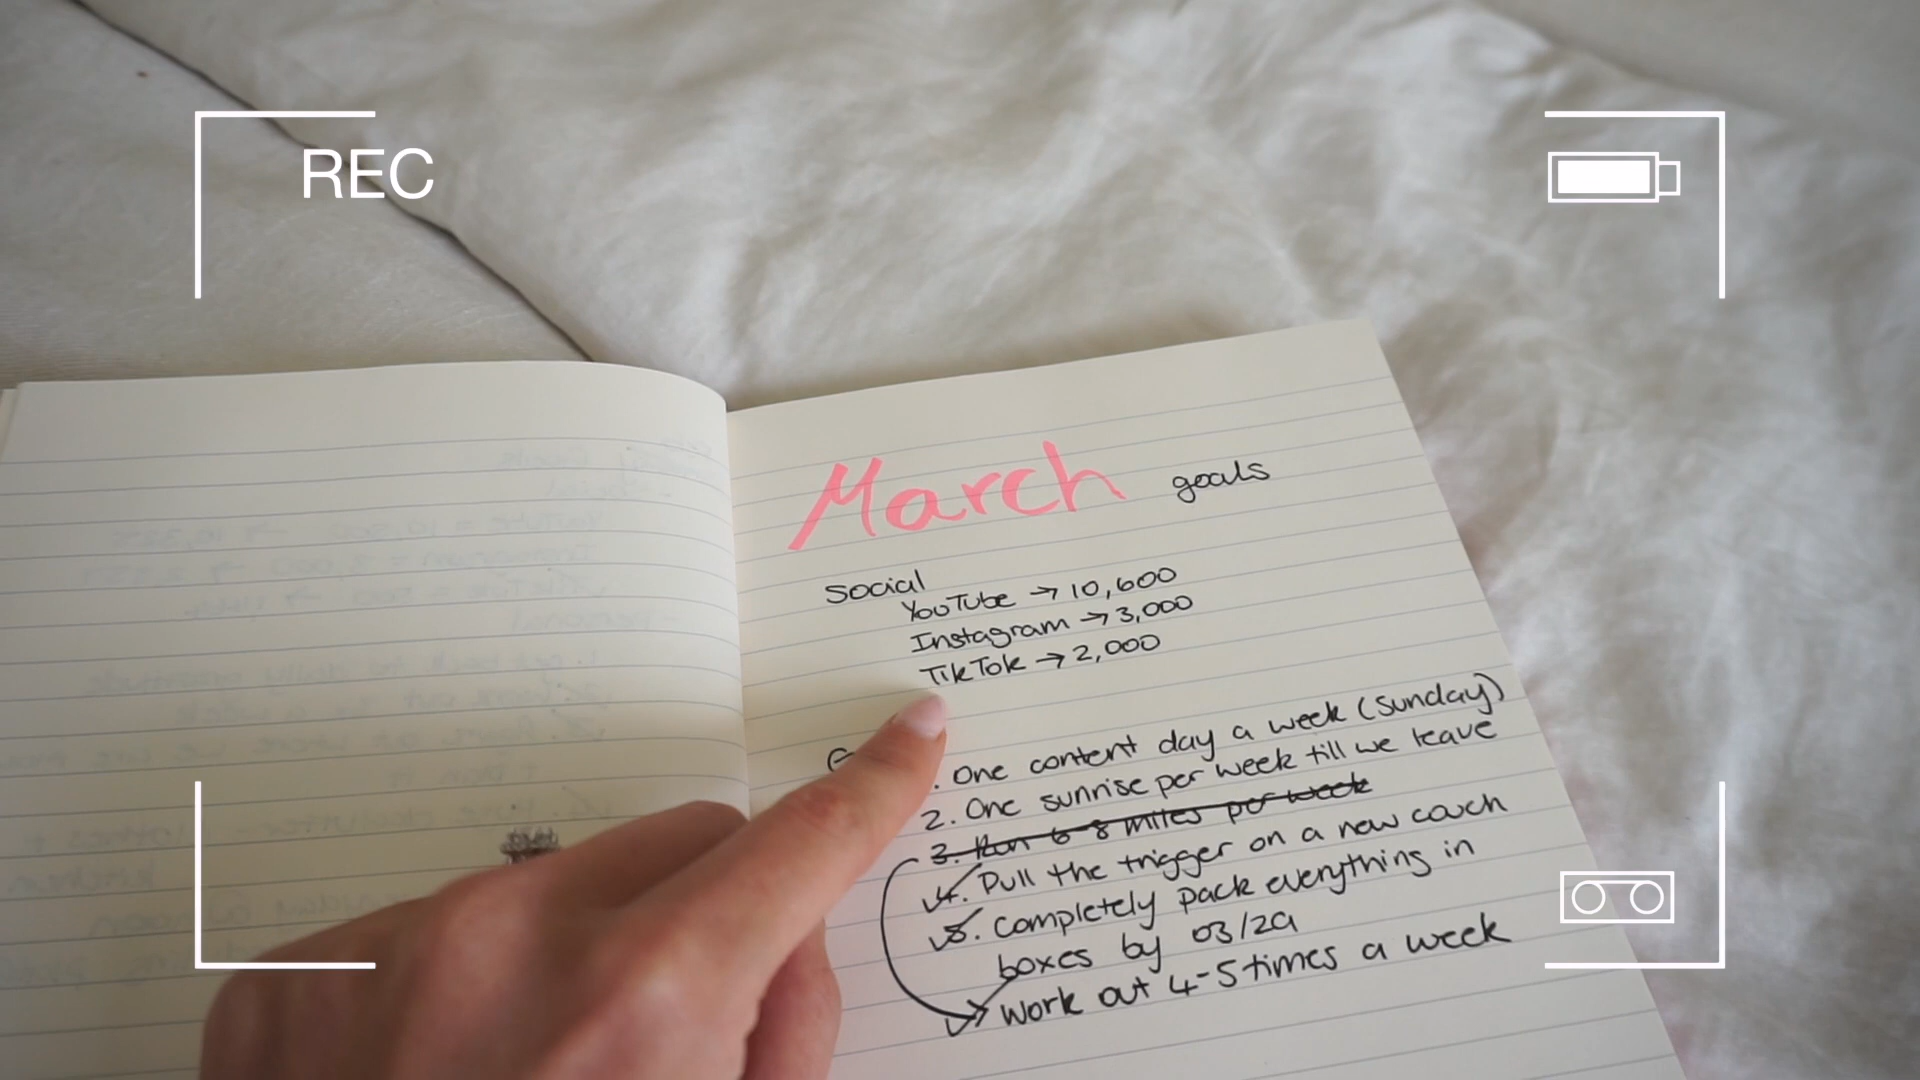 REC
March goals
Social
YouTube → 10,600
Instagram → 3,000
TikTok → 2,000
1. One content day a week (Sunday)
2. One sunrise per week till we leave
3. Run 6-8 miles per week
4. Pull the trigger on a new couch
5. Completely pack everything in
boxes by 03/29
Work out 4-5 times a week